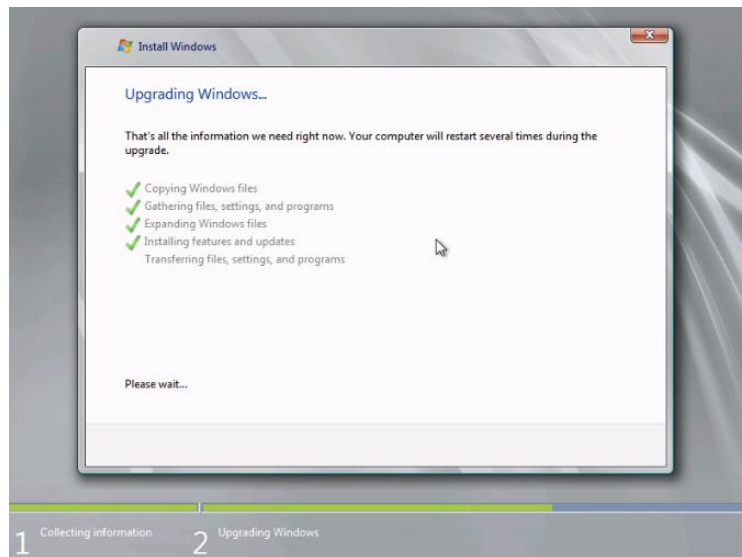 Install Windows
Upgrading Windows...
That's all the information we need right now. Your computer will restart several times during the
upgrade.
Copying Windows files
Gathering files, settings, and programs
Expanding Windows files
Installing features and updates
Transferring files, settings, and programs
Please wait...
1 Collecting information 2 Upgrading Windows